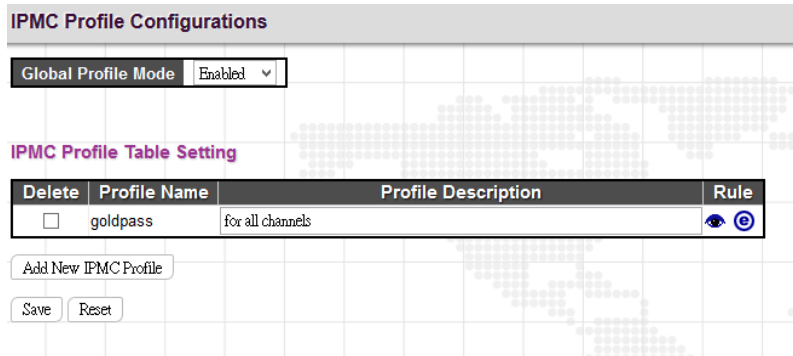 IPMC Profile Configurations
Global Profile Mode Enabled
IPMC Profile Table Setting
Delete Profile Name Profile Description Rule
goldpass for all channels e
Add New IPMC Profile
Save Reset